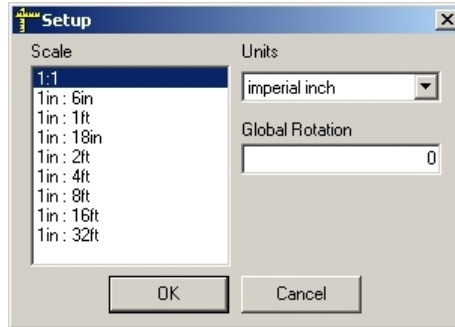 Setup
Scale
1:1
1in : 6in
1in : 1ft
1in : 18in
1in : 2ft
1in : 4ft
1in : 8ft
1in : 16ft
1in : 32ft
Units
imperial inch
Global Rotation
0
OK
Cancel